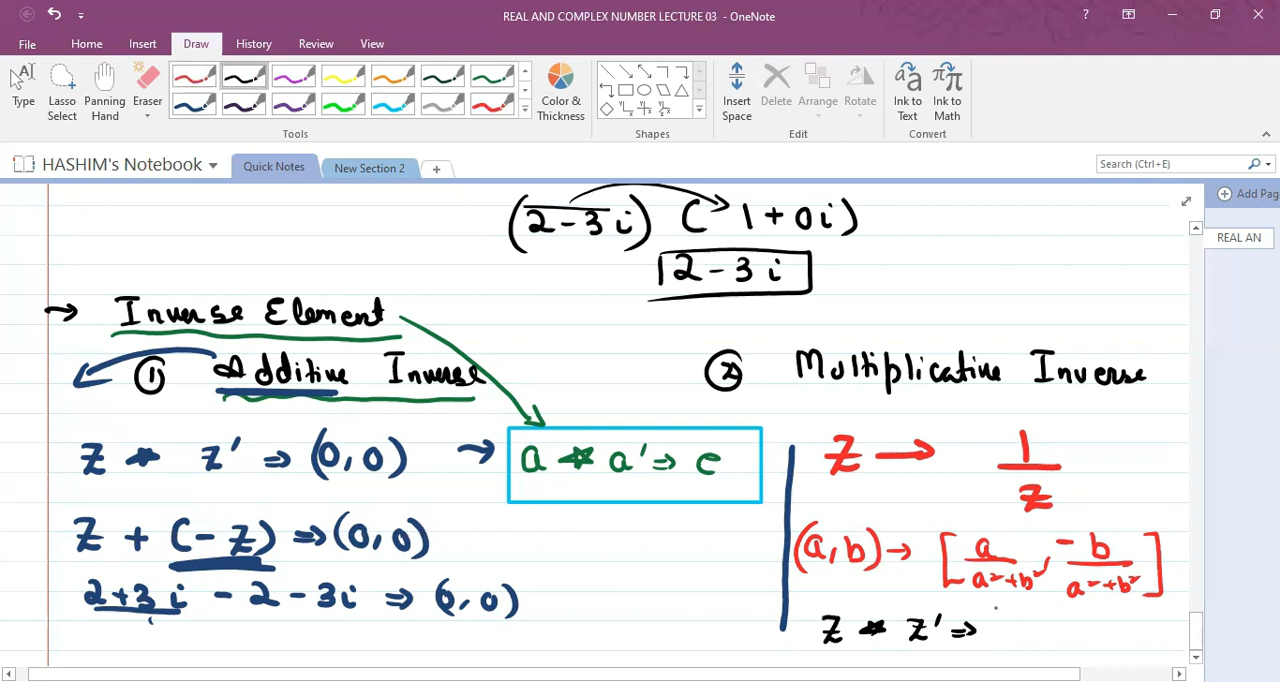 REAL AND COMPLEX NUMBER LECTURE 03 - OneNote
File Home Insert Draw History Review View
Type Lasso Select Panning Hand Eraser Color & Thickness Insert Space Delete Arrange Rotate Ink to Text Ink to Math
Tools Shapes Edit Convert
HASHIM's Notebook Quick Notes New Section 2 Search (Ctrl+E)
Add Pag
REAL AN
(2-3i) (1+0i)
2-3i
→ Inverse Element
① Additive Inverse
② Multiplicative Inverse
z * z' ⇒ (0,0) → a * a' ⇒ e
z → 1/z
z + (-z) ⇒ (0,0)
(a,b) → [a/(a²+b²), -b/(a²+b²)]
2+3i -2-3i ⇒ (0,0)
z * z' ⇒